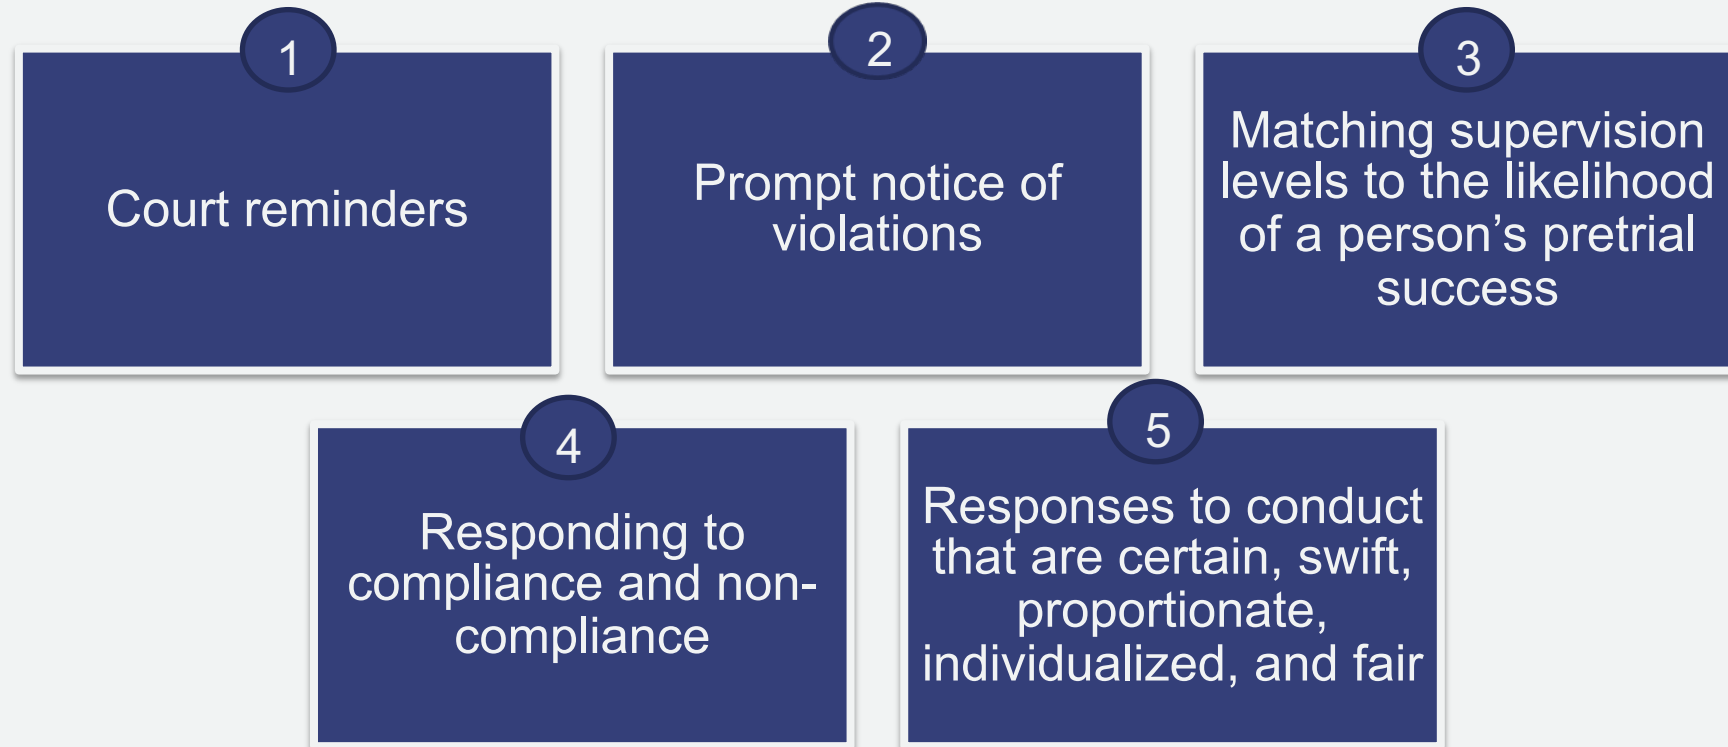 1
Court reminders
2
Prompt notice of
violations
3
Matching supervision
levels to the likelihood
of a person’s pretrial
success
4
Responding to
compliance and non-
compliance
5
Responses to conduct
that are certain, swift,
proportionate,
individualized, and fair